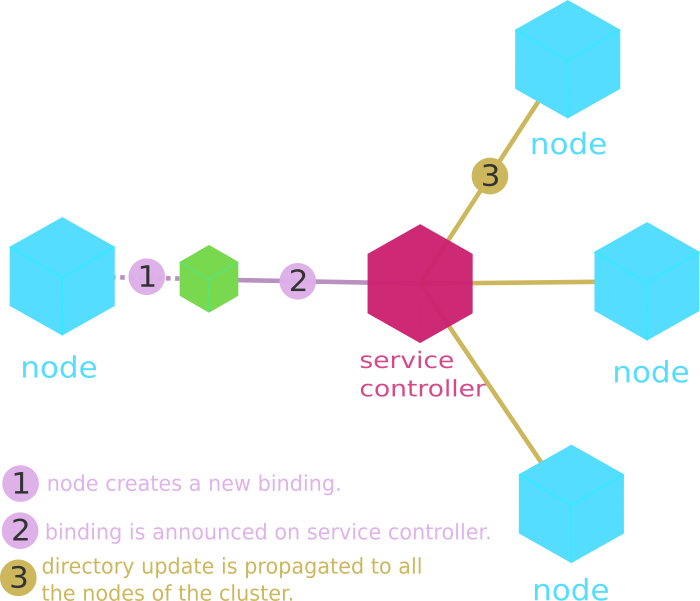 node
3
1
2
node
service
controller
node
node
1 node creates a new binding.
2 binding is announced on service controller.
3 directory update is propagated to all
the nodes of the cluster.